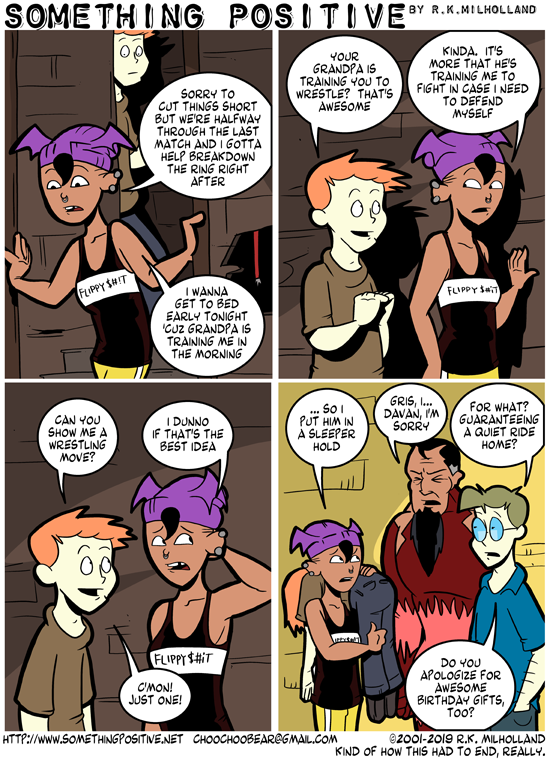 SOMETHING POSITIVE BY R.K.MILHOLLAND
SORRY TO
CUT THINGS SHORT
BUT WE'RE HALFWAY
THROUGH THE LAST
MATCH AND I GOTTA
HELP BREAKDOWN
THE RING RIGHT
AFTER
FLIPPY $#!T
I WANNA
GET TO BED
EARLY TONIGHT
'CUZ GRANDPA IS
TRAINING ME IN
THE MORNING
YOUR
GRANDPA IS
TRAINING YOU TO
WRESTLE? THAT'S
AWESOME
KINDA. IT'S
MORE THAT HE'S
TRAINING ME TO
FIGHT IN CASE I NEED
TO DEFEND
MYSELF
FLIPPY $#!T
CAN YOU
SHOW ME A
WRESTLING
MOVE?
I DUNNO
IF THAT'S THE
BEST IDEA
FLIPPY $#!T
C'MON!
JUST ONE!
... SO I
PUT HIM IN
A SLEEPER
HOLD
GRIS, I...
DAVAN, I'M
SORRY
FOR WHAT?
GUARANTEEING
A QUIET RIDE
HOME?
IPPY$#!T
DO YOU
APOLOGIZE FOR
AWESOME
BIRTHDAY GIFTS,
TOO?
HTTP://WWW.SOMETHINGPOSITIVE.NET CHOOCHOOBEAR@GMAIL.COM ©2001-2019 R.K. MILHOLLAND
KIND OF HOW THIS HAD TO END, REALLY.